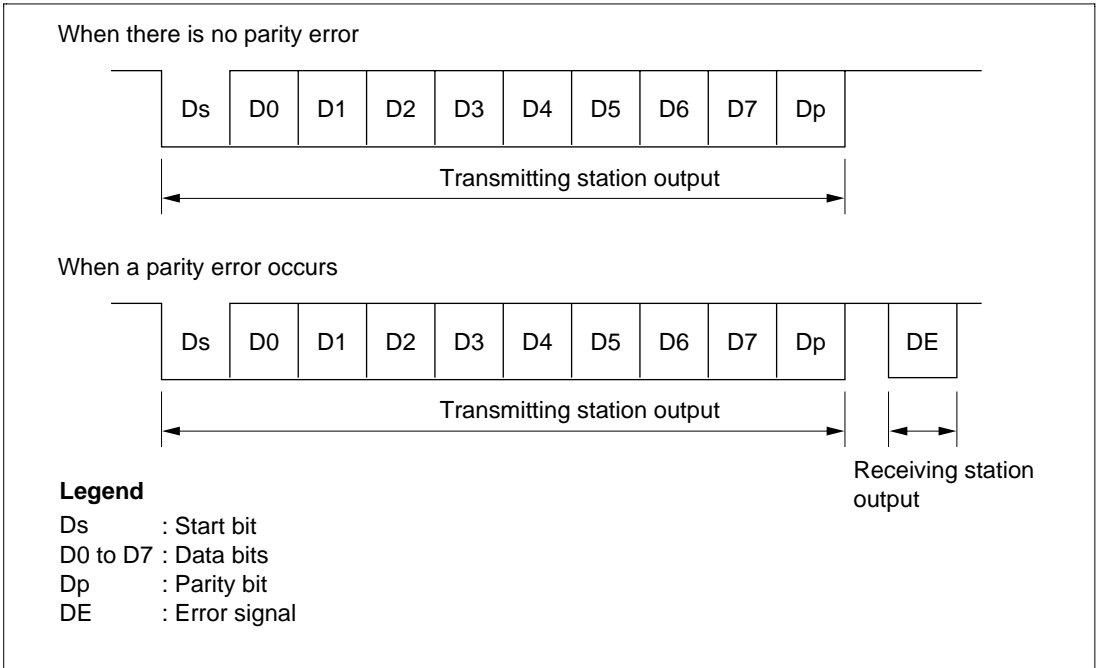 When there is no parity error
Ds D0 D1 D2 D3 D4 D5 D6 D7 Dp
Transmitting station output
When a parity error occurs
Ds D0 D1 D2 D3 D4 D5 D6 D7 Dp DE
Transmitting station output
Receiving station
output
Legend
Ds : Start bit
D0 to D7 : Data bits
Dp : Parity bit
DE : Error signal